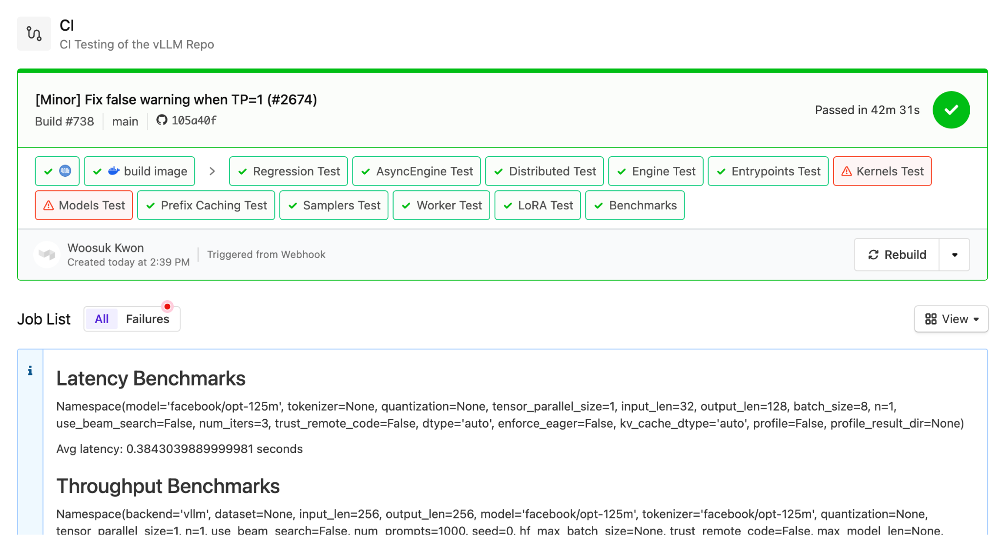 CI
CI Testing of the vLLM Repo
[Minor] Fix false warning when TP=1 (#2674)
Build #738 main 105a40f
Passed in 42m 31s
build image Regression Test AsyncEngine Test Distributed Test Engine Test Entrypoints Test Kernels Test
Models Test Prefix Caching Test Samplers Test Worker Test LoRA Test Benchmarks
Woosuk Kwon
Created today at 2:39 PM
Triggered from Webhook
Rebuild
Job List All Failures View
Latency Benchmarks
Namespace(model='facebook/opt-125m', tokenizer=None, quantization=None, tensor_parallel_size=1, input_len=32, output_len=128, batch_size=8, n=1,
use_beam_search=False, num_iters=3, trust_remote_code=False, dtype='auto', enforce_eager=False, kv_cache_dtype='auto', profile=False, profile_result_dir=None)
Avg latency: 0.3843039889999981 seconds
Throughput Benchmarks
Namespace(backend='vllm', dataset=None, input_len=256, output_len=256, model='facebook/opt-125m', tokenizer='facebook/opt-125m', quantization=None,
tensor_parallel_size=1, n=1, use_beam_search=False, num_prompts=1000, seed=0, hf_max_batch_size=None, trust_remote_code=False, max_model_len=None,